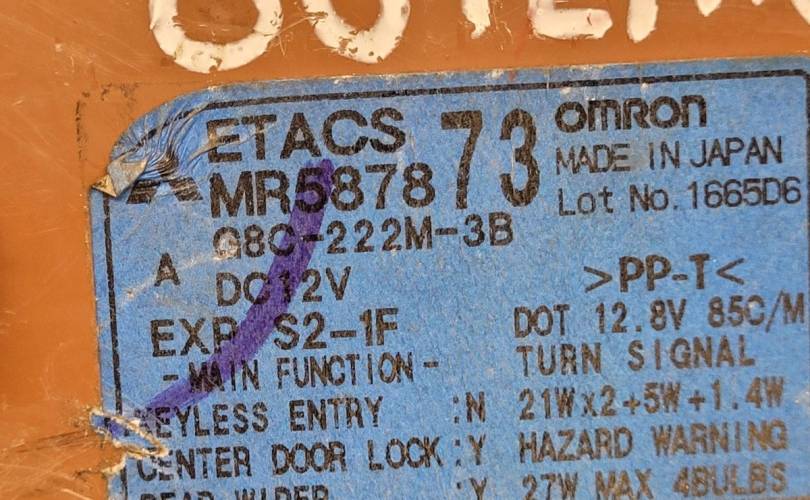 ETACS 73 omron
MR5878 MADE IN JAPAN
Lot No.1665D6
G8C-222M-3B
A >PP-T<
DC12V
EXP S2-1F DOT 12.8V 85C/M
-MAIN FUNCTION- TURN SIGNAL
KEYLESS ENTRY :N 21Wx2+5W+1.4W
CENTER DOOR LOCK:Y HAZARD WARNING
REAR WIPER :Y 27W MAX 4BULBS